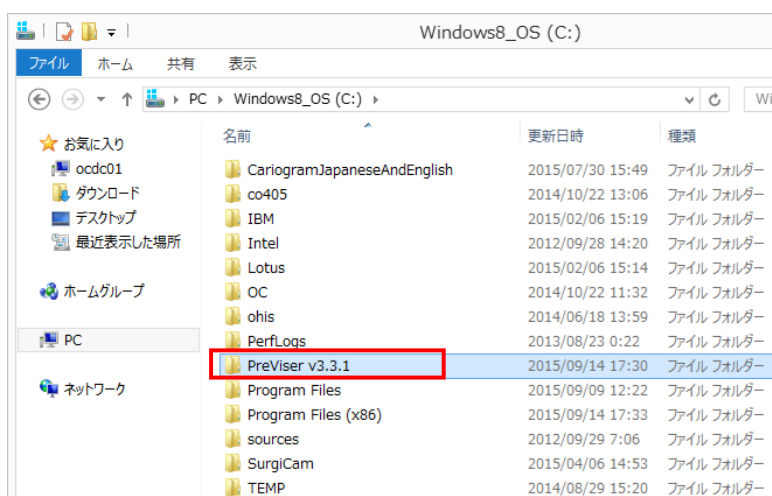 Windows8_OS (C:)
ファイル ホーム 共有 表示
PC Windows8_OS (C:) Wi
お気に入り
ocdc01
ダウンロード
デスクトップ
最近表示した場所
ホームグループ
PC
ネットワーク
名前 更新日時 種類
CariogramJapaneseAndEnglish 2015/07/30 15:49 ファイル フォルダー
co405 2014/10/22 13:06 ファイル フォルダー
IBM 2015/02/06 15:19 ファイル フォルダー
Intel 2012/09/28 14:20 ファイル フォルダー
Lotus 2015/02/06 15:14 ファイル フォルダー
OC 2014/10/22 11:32 ファイル フォルダー
ohis 2014/06/18 13:59 ファイル フォルダー
PerfLogs 2013/08/23 0:22 ファイル フォルダー
PreViser v3.3.1 2015/09/14 17:30 ファイル フォルダー
Program Files 2015/09/09 12:22 ファイル フォルダー
Program Files (x86) 2015/09/14 17:33 ファイル フォルダー
sources 2012/09/29 7:06 ファイル フォルダー
SurgiCam 2015/04/06 14:53 ファイル フォルダー
TEMP 2014/08/29 15:20 ファイル フォルダー